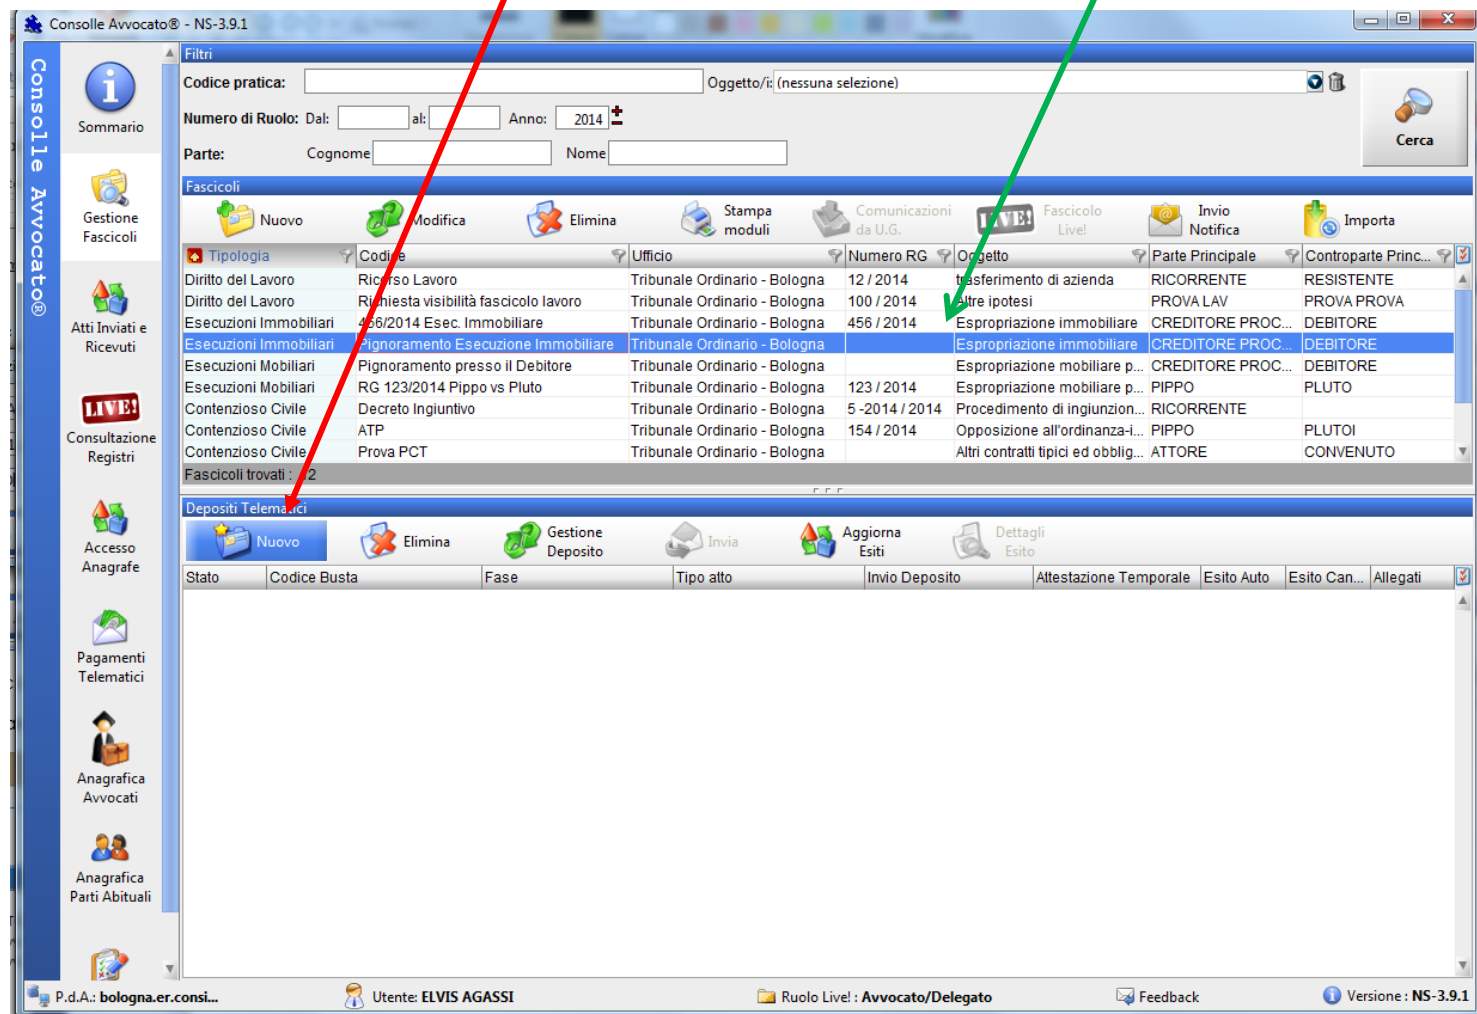 Consolle Avvocato® - NS-3.9.1
Consolle Avvocato®
Sommario
Gestione
Fascicoli
Atti Inviati e
Ricevuti
LIVE!
Consultazione
Registri
Accesso
Anagrafe
Pagamenti
Telematici
Anagrafica
Avvocati
Anagrafica
Parti Abituali
Filtri
Codice pratica: Oggetto/i: (nessuna selezione)
Numero di Ruolo: Dal: al: Anno: 2014
Parte: Cognome Nome
Cerca
Fascicoli
Nuovo Modifica Elimina Stampa moduli Comunicazioni da U.G. LIVE! Fascicolo Live! Invio Notifica Importa
Tipologia Codice Ufficio Numero RG Oggetto Parte Principale Controparte Princ...
Diritto del Lavoro Ricorso Lavoro Tribunale Ordinario - Bologna 12 / 2014 trasferimento di azienda RICORRENTE RESISTENTE
Diritto del Lavoro Richiesta visibilità fascicolo lavoro Tribunale Ordinario - Bologna 100 / 2014 Altre ipotesi PROVA LAV PROVA PROVA
Esecuzioni Immobiliari 456/2014 Esec. Immobiliare Tribunale Ordinario - Bologna 456 / 2014 Espropriazione immobiliare CREDITORE PROC... DEBITORE
Esecuzioni Immobiliari Pignoramento Esecuzione Immobiliare Tribunale Ordinario - Bologna Espropriazione immobiliare CREDITORE PROC... DEBITORE
Esecuzioni Mobiliari Pignoramento presso il Debitore Tribunale Ordinario - Bologna Espropriazione mobiliare p... CREDITORE PROC... DEBITORE
Esecuzioni Mobiliari RG 123/2014 Pippo vs Pluto Tribunale Ordinario - Bologna 123 / 2014 Espropriazione mobiliare p... PIPPO PLUTO
Contenzioso Civile Decreto Ingiuntivo Tribunale Ordinario - Bologna 5 -2014 / 2014 Procedimento di ingiunzion... RICORRENTE
Contenzioso Civile ATP Tribunale Ordinario - Bologna 154 / 2014 Opposizione all'ordinanza-i... PIPPO PLUTOI
Contenzioso Civile Prova PCT Tribunale Ordinario - Bologna Altri contratti tipici ed obblig... ATTORE CONVENUTO
Fascicoli trovati :
Depositi Telematici
Nuovo Elimina Gestione Deposito Invia Aggiorna Esiti Dettagli Esito
Stato Codice Busta Fase Tipo atto Invio Deposito Attestazione Temporale Esito Auto Esito Can... Allegati
P.d.A.: bologna.er.consi... Utente: ELVIS AGASSI Ruolo Live! : Avvocato/Delegato Feedback Versione : NS-3.9.1